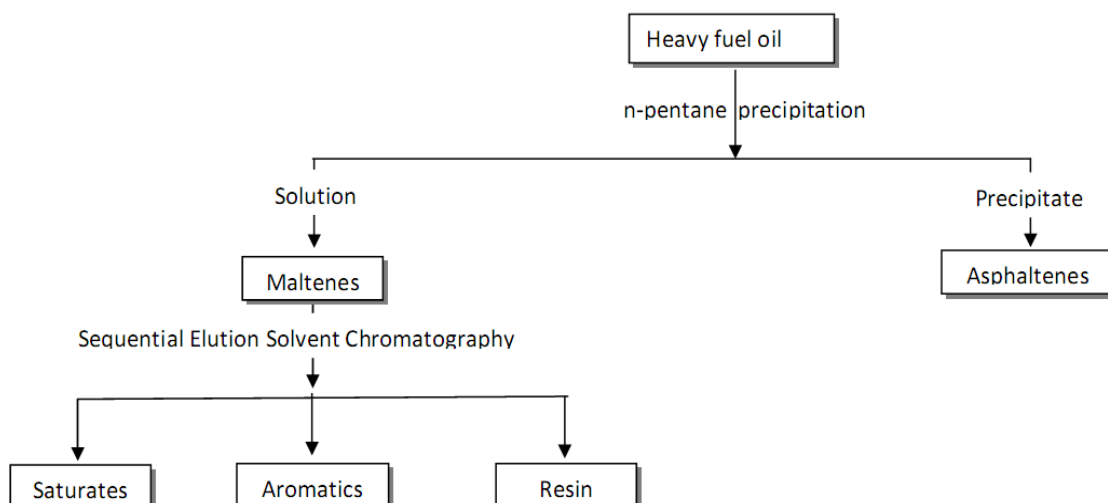 Heavy fuel oil
n-pentane precipitation
Solution
Precipitate
Maltenes
Asphaltenes
Sequential Elution Solvent Chromatography
Saturates
Aromatics
Resin